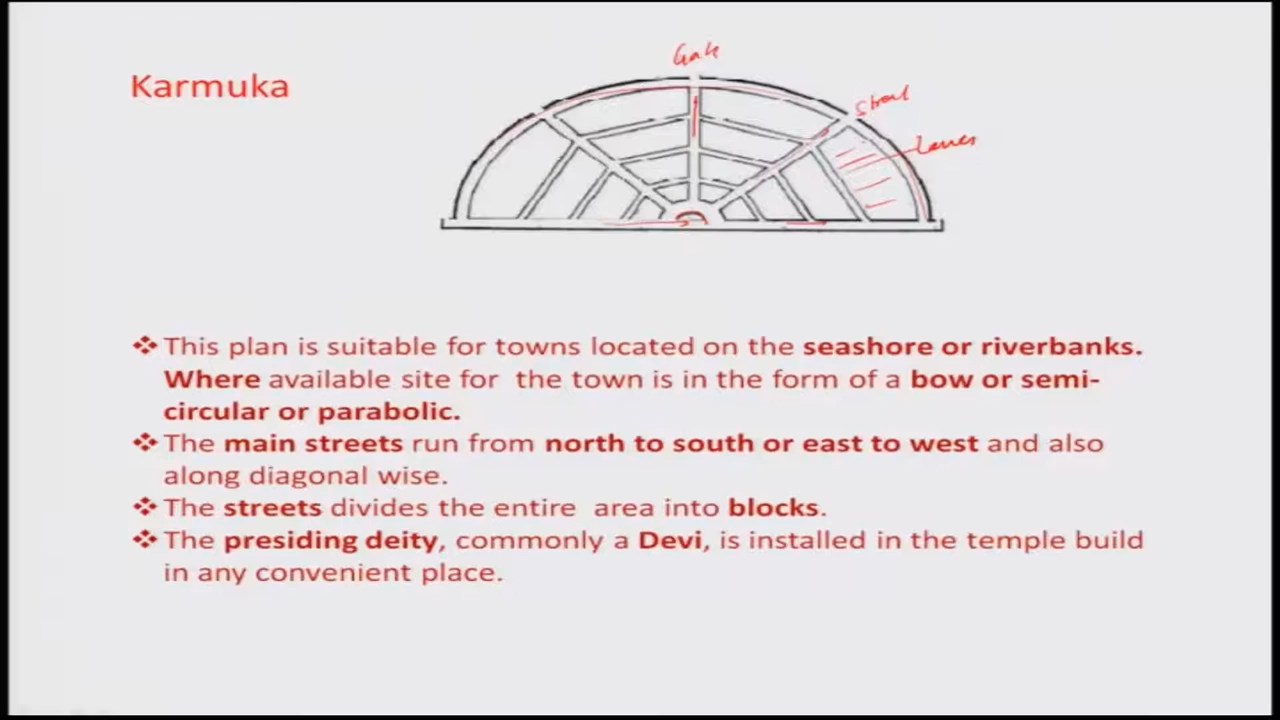 Karmuka
Gate
Street
Lanes
❖ This plan is suitable for towns located on the seashore or riverbanks.
Where available site for the town is in the form of a bow or semi-
circular or parabolic.
❖ The main streets run from north to south or east to west and also
along diagonal wise.
❖ The streets divides the entire area into blocks.
❖ The presiding deity, commonly a Devi, is installed in the temple build
in any convenient place.